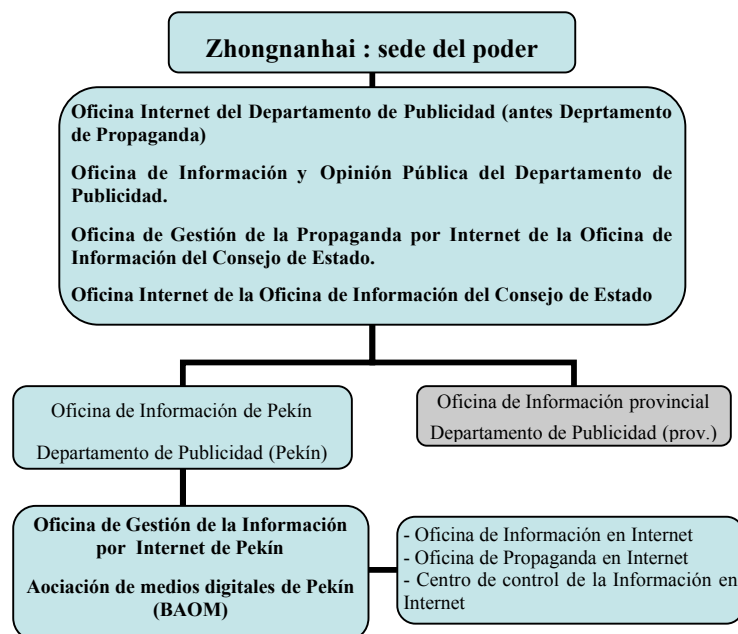 Zhongnanhai : sede del poder
Oficina Internet del Departamento de Publicidad (antes Deprtamento
de Propaganda)
Oficina de Información y Opinión Pública del Departamento de
Publicidad.
Oficina de Gestión de la Propaganda por Internet de la Oficina de
Información del Consejo de Estado.
Oficina Internet de la Oficina de Información del Consejo de Estado
Oficina de Información de Pekín
Departamento de Publicidad (Pekín)
Oficina de Información provincial
Departamento de Publicidad (prov.)
Oficina de Gestión de la Información
por Internet de Pekín
Aociación de medios digitales de Pekín
(BAOM)
- Oficina de Información en Internet
- Oficina de Propaganda en Internet
- Centro de control de la Información en
Internet